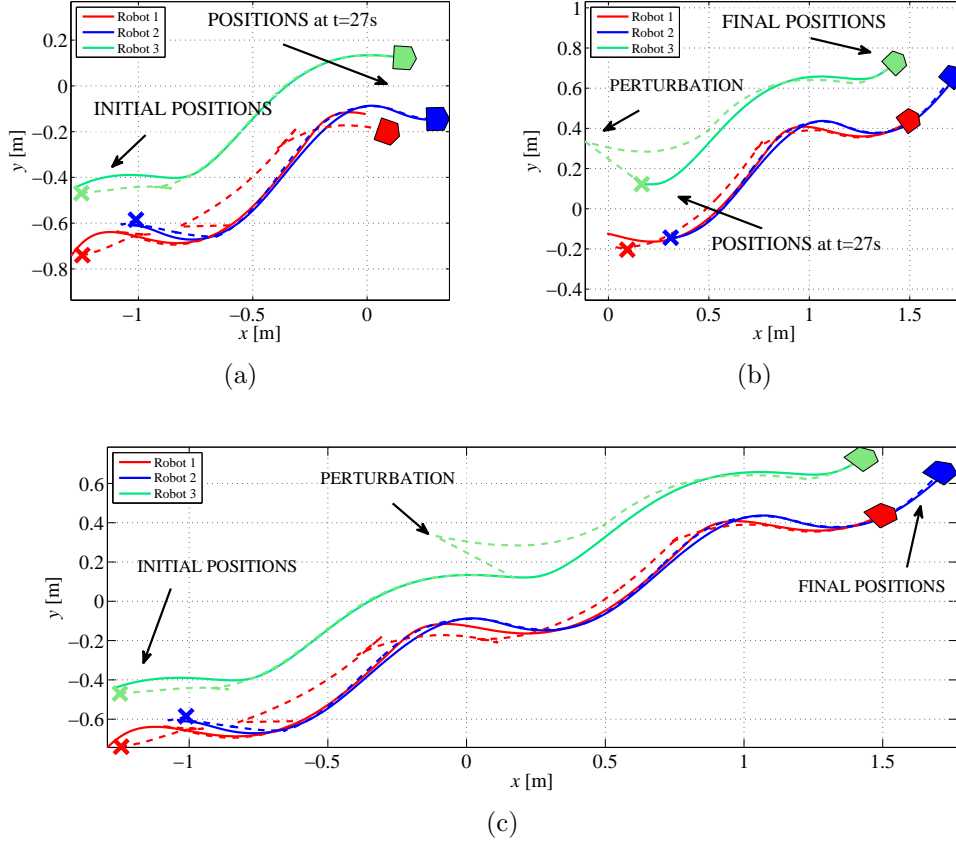 Robot 1
Robot 2
Robot 3
POSITIONS at t=27s
INITIAL POSITIONS
0.2
0
−0.2
−0.4
−0.6
−0.8
y [m]
−1
−0.5
0
x [m]
(a)
Robot 1
Robot 2
Robot 3
FINAL POSITIONS
PERTURBATION
POSITIONS at t=27s
1
0.8
0.6
0.4
0.2
0
−0.2
−0.4
y [m]
0
0.5
1
1.5
x [m]
(b)
Robot 1
Robot 2
Robot 3
PERTURBATION
INITIAL POSITIONS
FINAL POSITIONS
0.6
0.4
0.2
0
−0.2
−0.4
−0.6
y [m]
−1
−0.5
0
0.5
1
1.5
x [m]
(c)